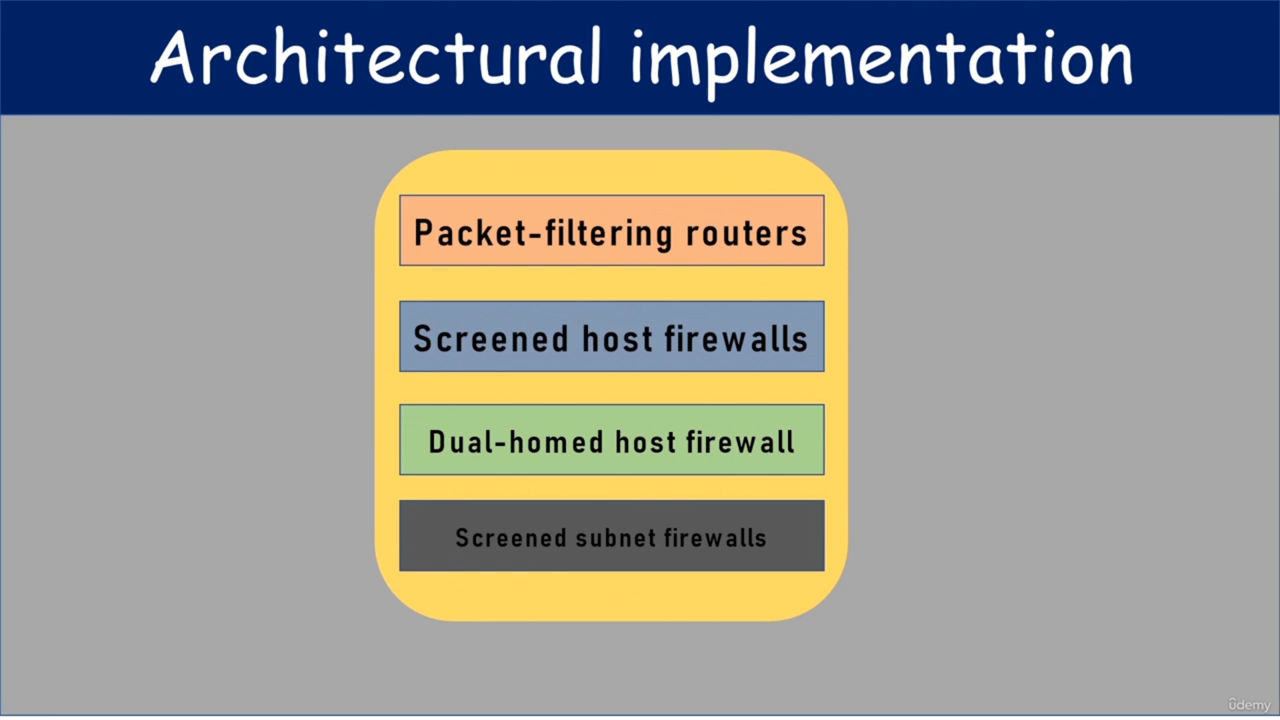 Architectural implementation
Packet-filtering routers
Screened host firewalls
Dual-homed host firewall
Screened subnet firewalls
ûdemy